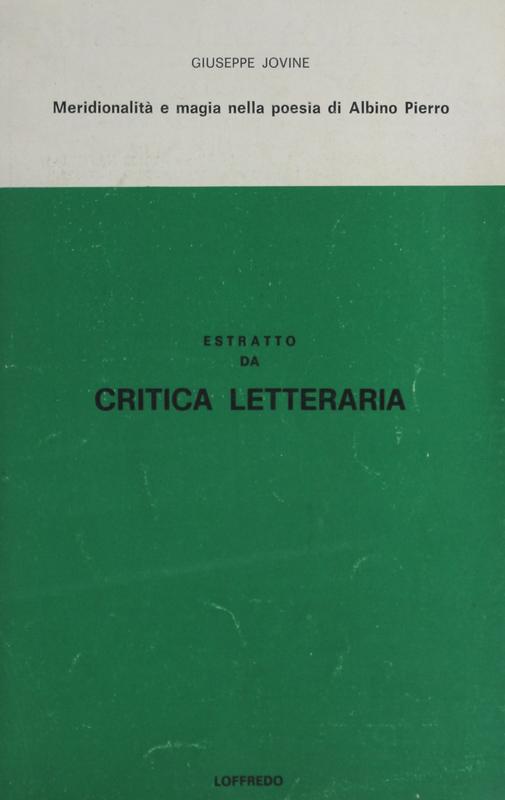 GIUSEPPE JOVINE
Meridionalità e magia nella poesia di Albino Pierro
ESTRATTO
DA
CRITICA LETTERARIA
LOFFREDO